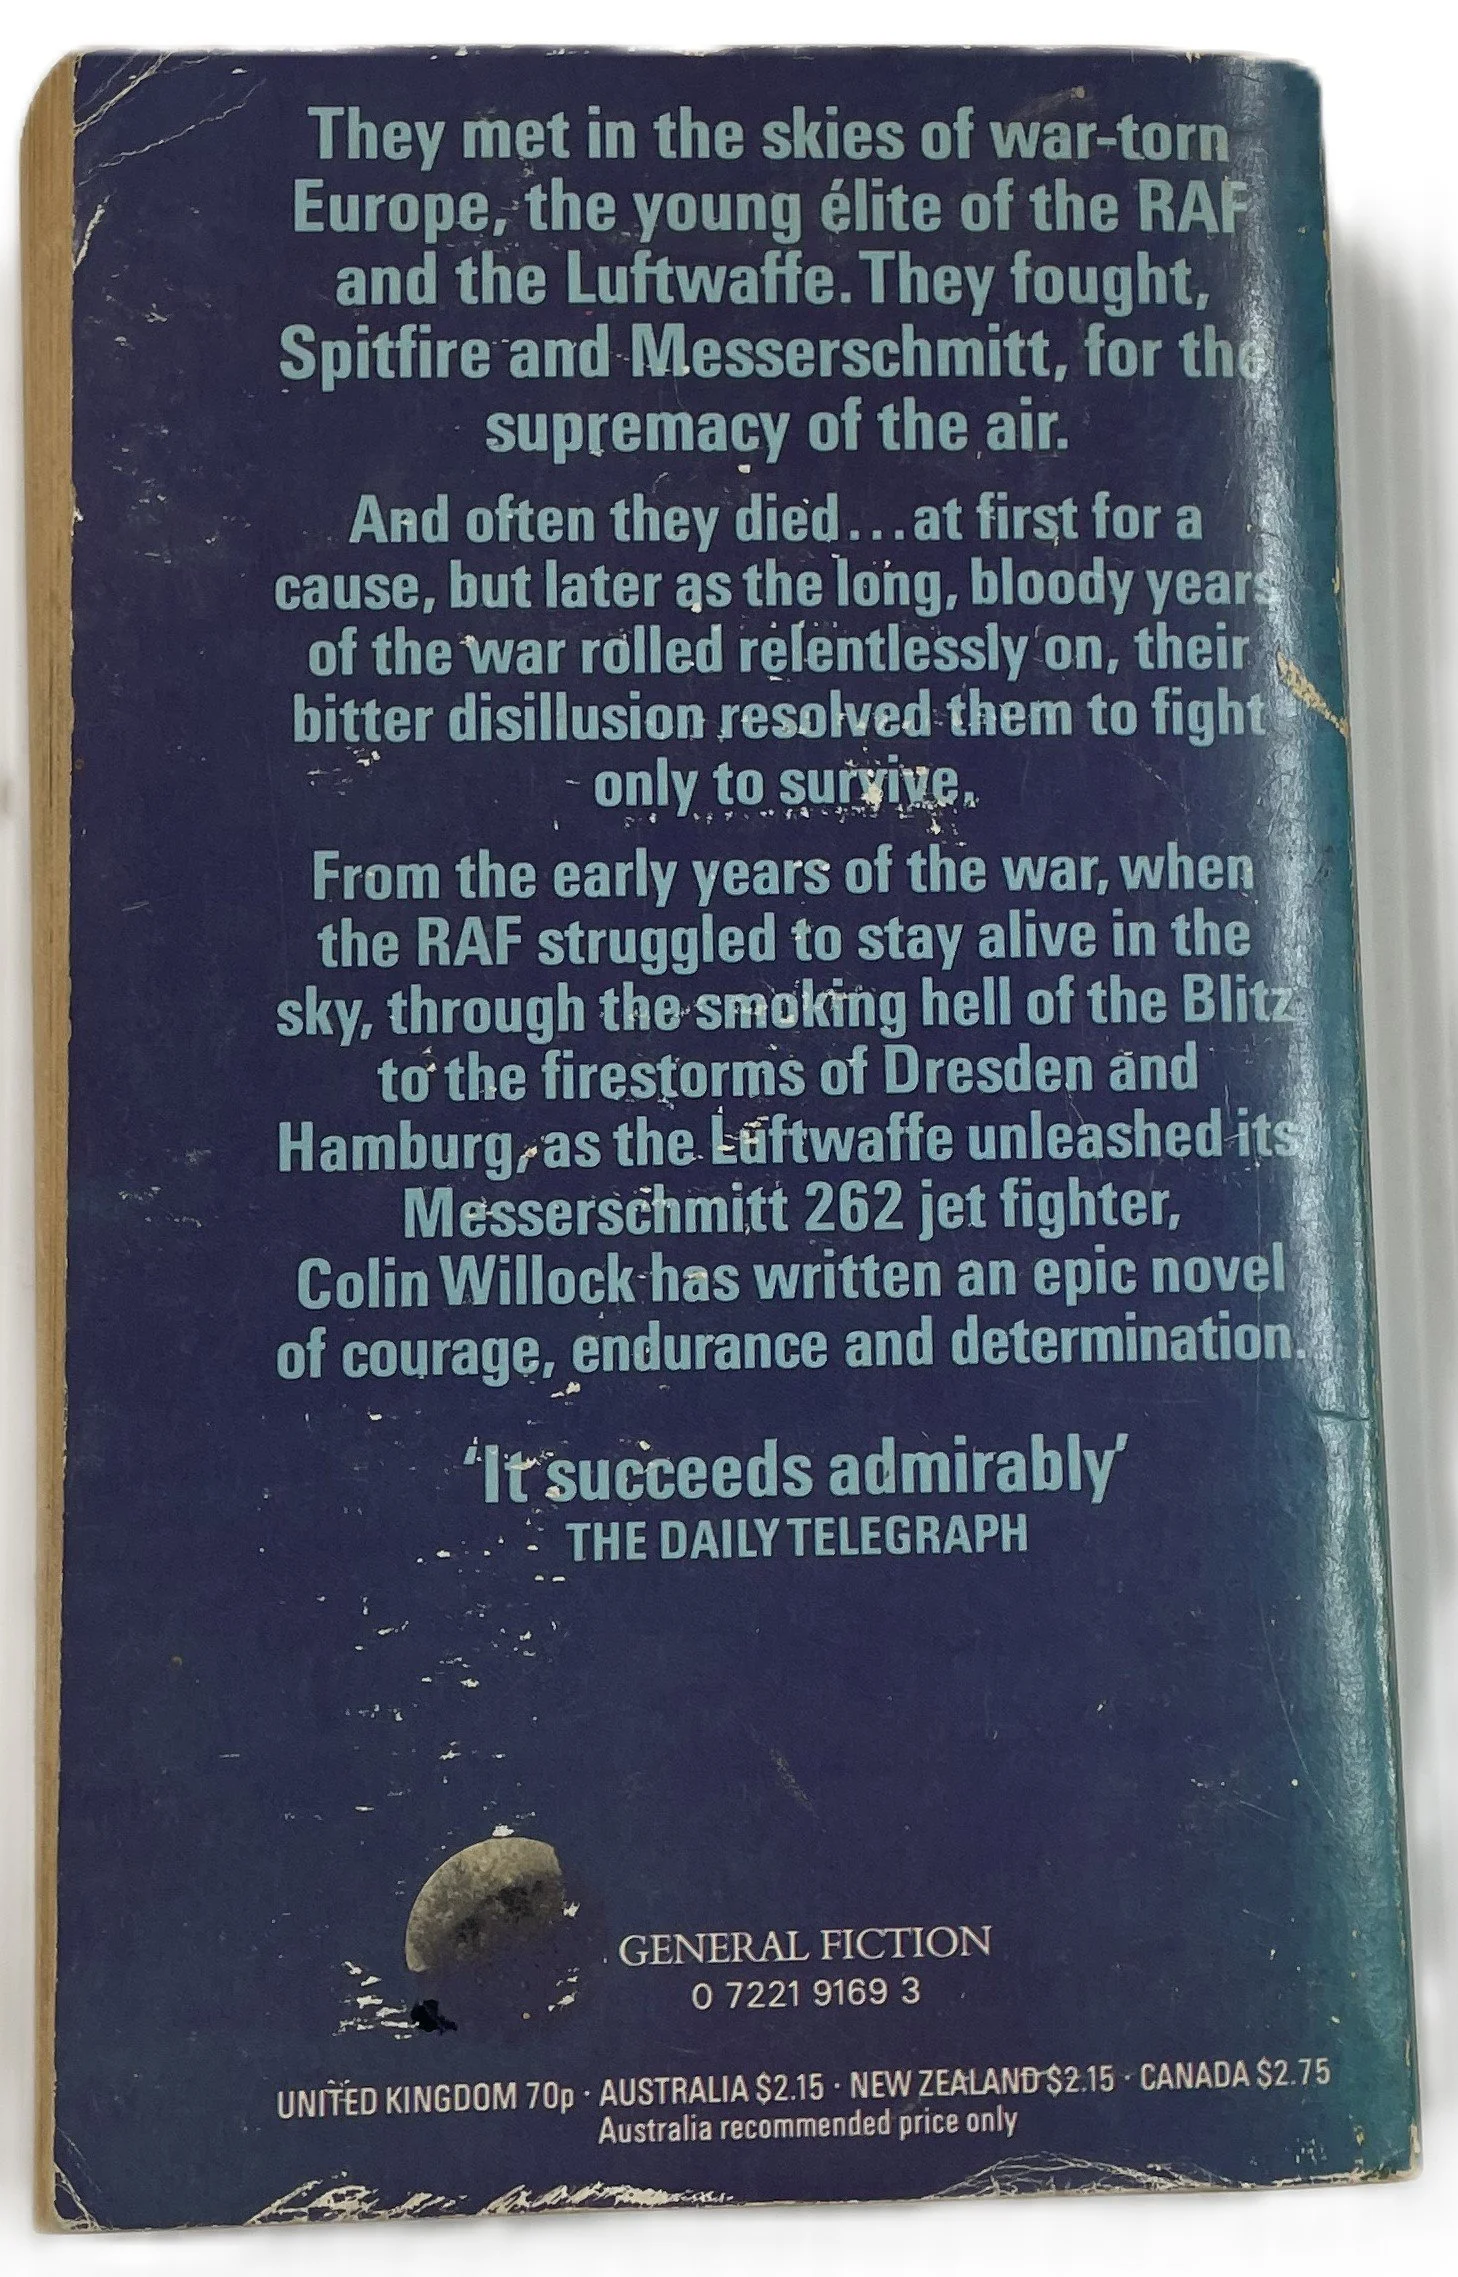 They met in the skies of war-torn
Europe, the young élite of the RAF
and the Luftwaffe. They fought,
Spitfire and Messerschmitt, for the
supremacy of the air.
And often they died...at first for a
cause, but later as the long, bloody years
of the war rolled relentlessly on, their
bitter disillusion resolved them to fight
only to survive.
From the early years of the war, when
the RAF struggled to stay alive in the
sky, through the smoking hell of the Blitz
to the firestorms of Dresden and
Hamburg, as the Luftwaffe unleashed its
Messerschmitt 262 jet fighter,
Colin Willock has written an epic novel
of courage, endurance and determination.
'It succeeds admirably'
THE DAILY TELEGRAPH
GENERAL FICTION
0 7221 9169 3
UNITED KINGDOM 70p · AUSTRALIA $2.15 · NEW ZEALAND $2.15 · CANADA $2.75
Australia recommended price only